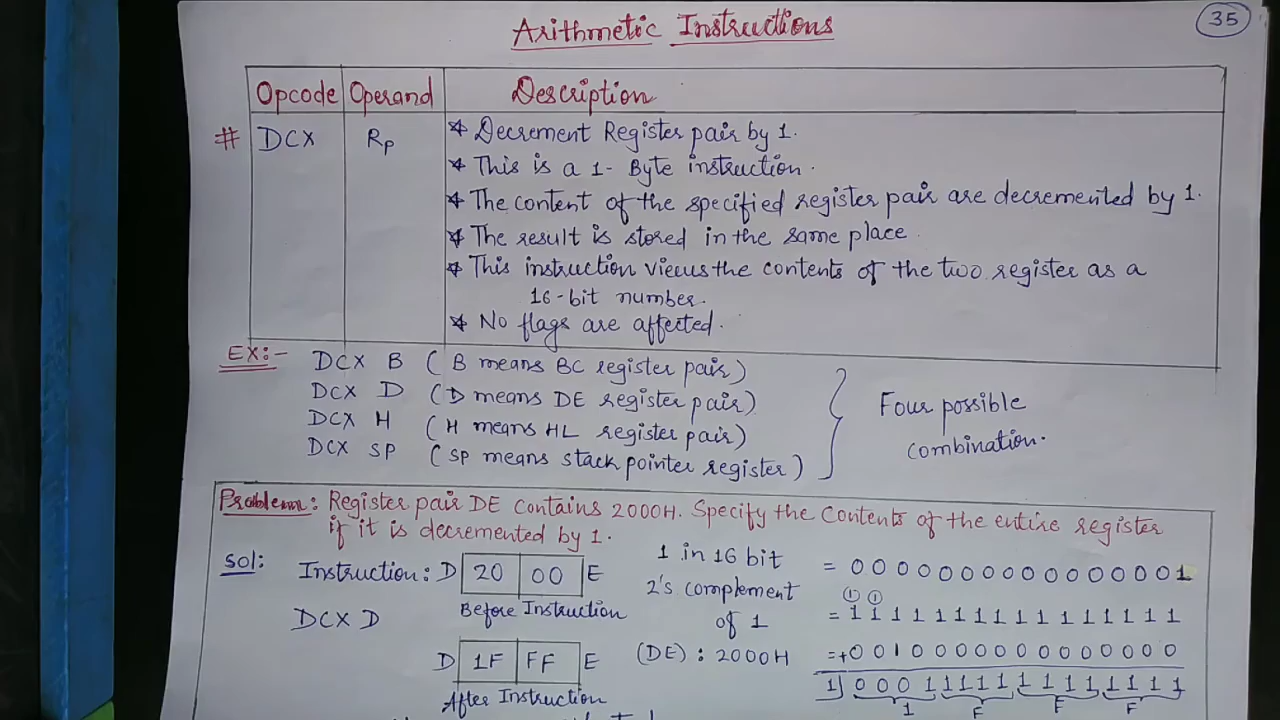 Arithmetic Instructions
35
Opcode Operand Description
# DCX Rp * Decrement Register pair by 1.
* This is a 1-Byte instruction.
* The content of the specified register pair are decremented by 1.
* The result is stored in the same place.
* This instruction views the contents of the two register as a
16-bit number.
* No flags are affected.
EX:- DCX B (B means BC register pair)
DCX D (D means DE register pair)
DCX H (H means HL register pair)
DCX SP (SP means stack pointer register)
Four possible
combination.
Problem: Register pair DE contains 2000H. Specify the contents of the entire register
if it is decremented by 1.
Sol: Instruction: D 20 00 E
Before Instruction
DCX D
D 1F FF E
After Instruction
1 in 16 bit = 0000000000000001
① ①
2's complement
of 1 = 1111111111111111
(DE): 2000H =+0010000000000000
1] 0001 1111 1111 1111
1 F F F